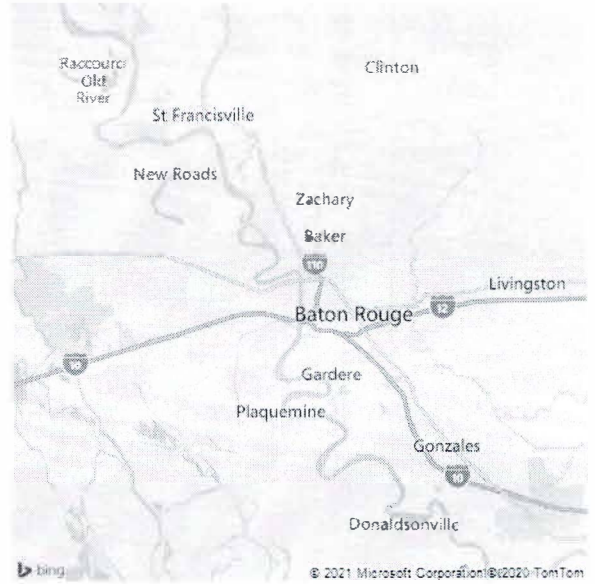 Raccourci
Old
River
Clinton
St Francisville
New Roads
Zachary
Baker
110
Livingston
12
Baton Rouge
10
Gardere
Plaquemine
Gonzales
10
Donaldsonville
bing
© 2021 Microsoft Corporation © 2020 TomTom